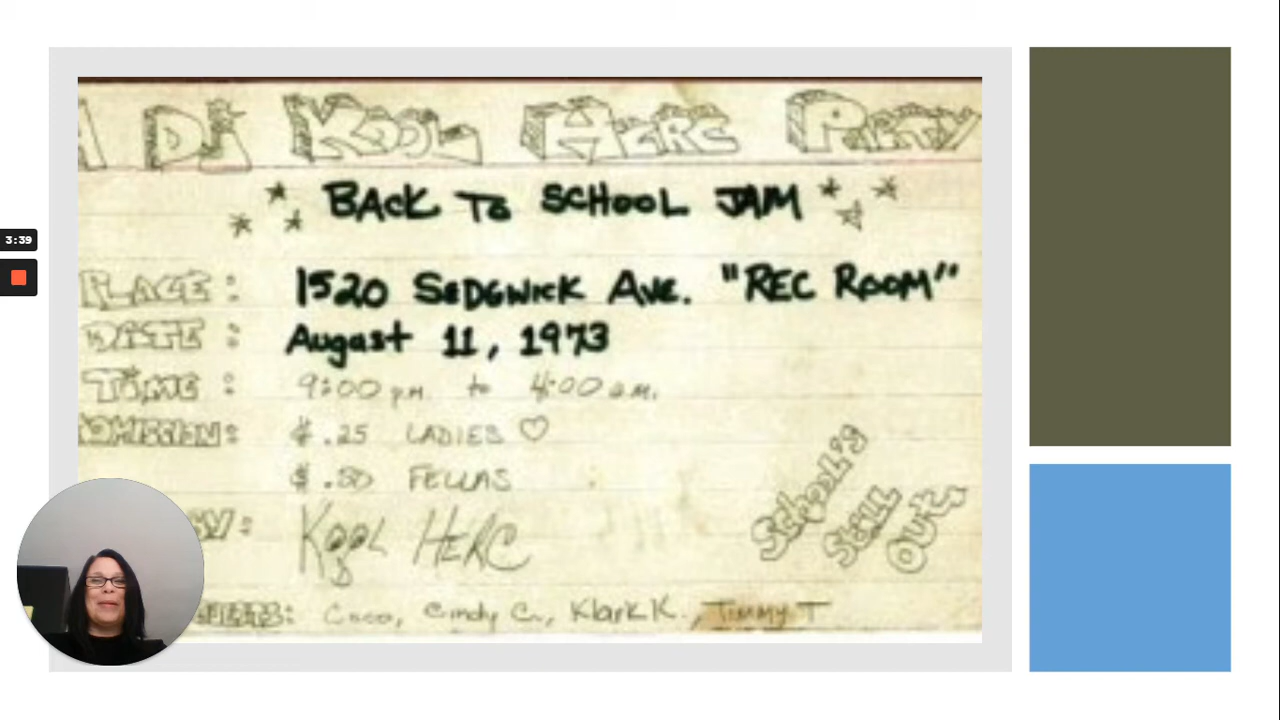 A Dj Kool Herc Party
BACK To SCHOOL JAM
PLACE: 1520 SEDGWICK AVE. "REC ROOM"
DATE: August 11, 1973
TIME: 9:00 pm to 4:00 a.m.
DMISSION: $.25 LADIES
$.50 FELLAS
BY: KOOL HERC
School's
Still
Out
Coco, Cindy C., Klark K., Timmy T
3:39